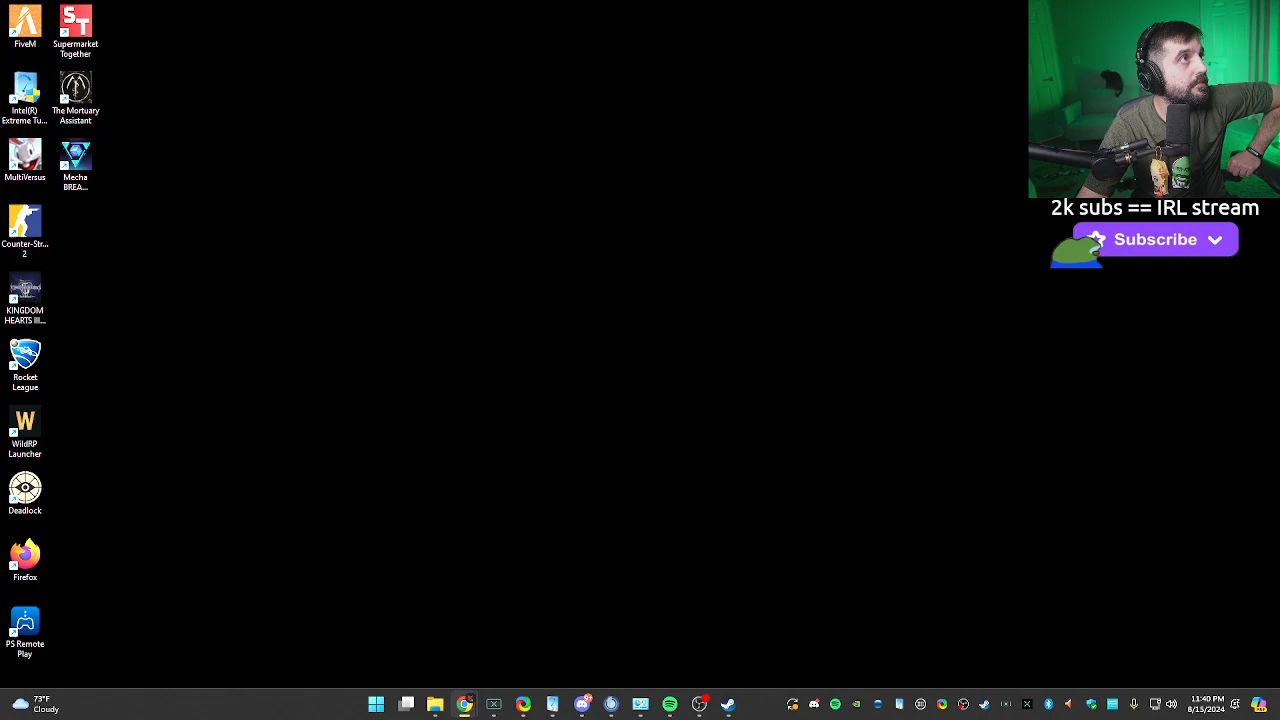 FiveM
ST
Supermarket
Together
Intel(R)
Extreme Tu...
The Mortuary
Assistant
MultiVersus
Mecha
BREA...
Counter-Str...
2
KINGDOM
HEARTS III...
Rocket
League
W
WildRP
Launcher
Deadlock
Firefox
PS Remote
Play
2k subs == IRL stream
Subscribe
73°F
Cloudy
11:40 PM
8/15/2024